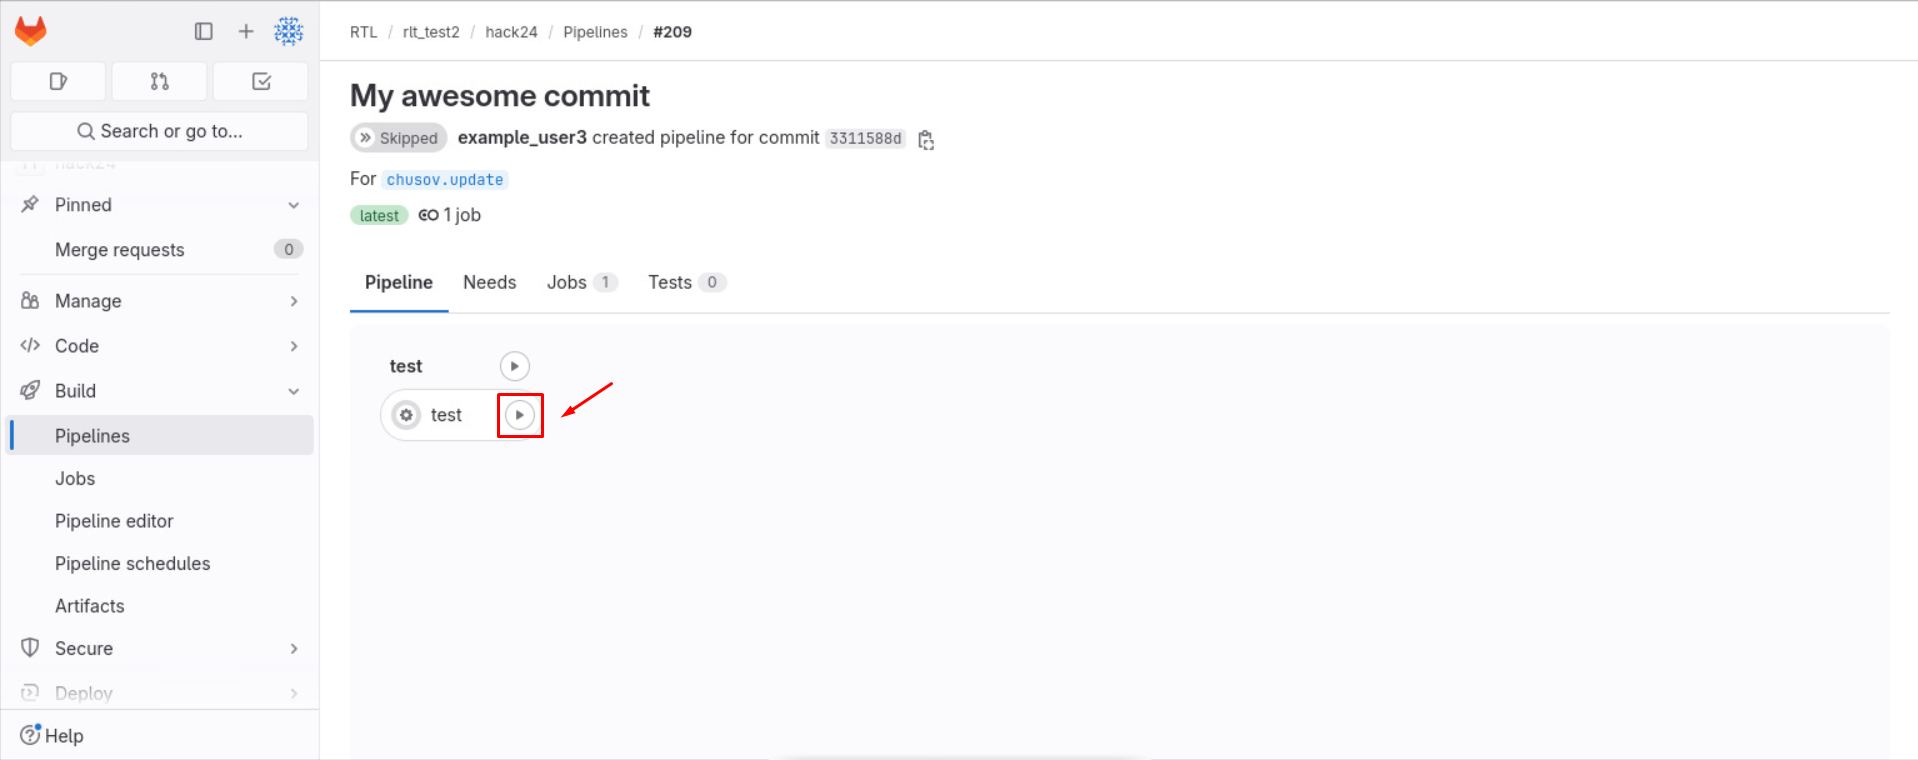 Search or go to...
hack24
Pinned
Merge requests 0
Manage
Code
Build
Pipelines
Jobs
Pipeline editor
Pipeline schedules
Artifacts
Secure
Deploy
Help
RTL / rlt_test2 / hack24 / Pipelines / #209
My awesome commit
Skipped example_user3 created pipeline for commit 3311588d
For chusov.update
latest 1 job
Pipeline Needs Jobs 1 Tests 0
test
test